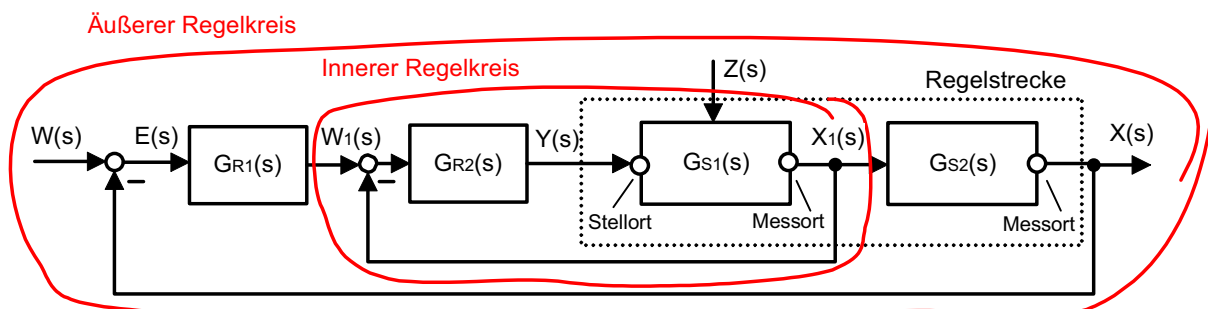 Äußerer Regelkreis
Innerer Regelkreis
Z(s)
Regelstrecke
W(s)
E(s)
GR1(s)
W1(s)
GR2(s)
Y(s)
GS1(s)
X1(s)
GS2(s)
X(s)
Stellort
Messort
Messort